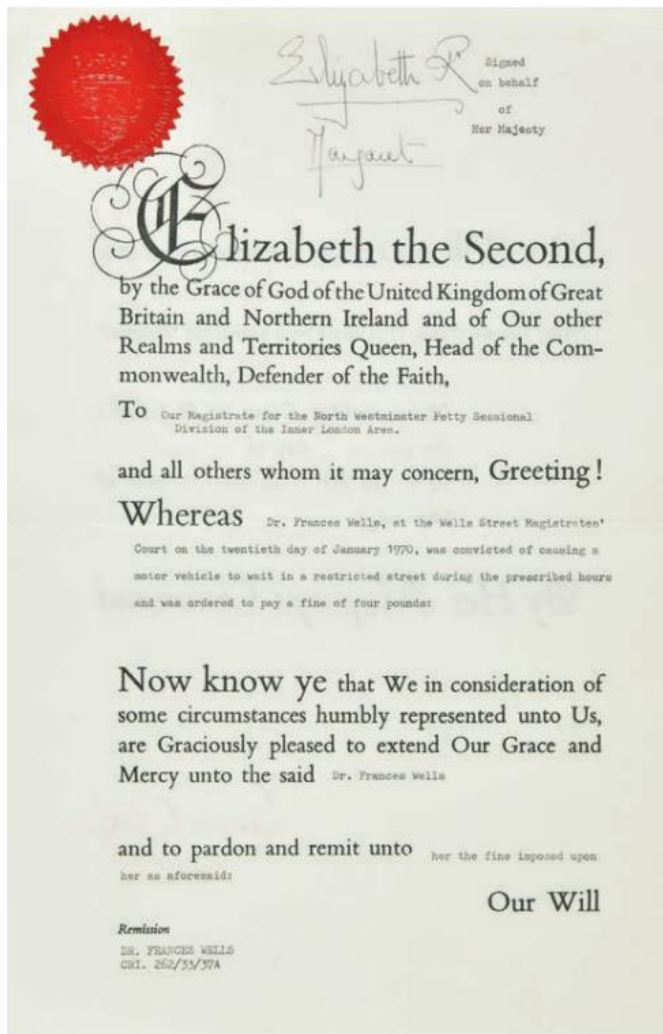 Elizabeth R
Signed
on behalf
of
Her Majesty
Margaret
Elizabeth the Second,
by the Grace of God of the United Kingdom of Great
Britain and Northern Ireland and of Our other
Realms and Territories Queen, Head of the Com-
monwealth, Defender of the Faith,
To Our Magistrate for the North Westminster Petty Sessional
Division of the Inner London Area.
and all others whom it may concern, Greeting!
Whereas Dr. Frances Wells, at the Wells Street Magistrates'
Court on the twentieth day of January 1970, was convicted of causing a
motor vehicle to wait in a restricted street during the prescribed hours
and was ordered to pay a fine of four pounds:
Now know ye that We in consideration of
some circumstances humbly represented unto Us,
are Graciously pleased to extend Our Grace and
Mercy unto the said Dr. Frances Wells
and to pardon and remit unto her the fine imposed upon
her as aforesaid:
Our Will
Remission
DR. FRANCES WELLS
CRI. 262/33/37A